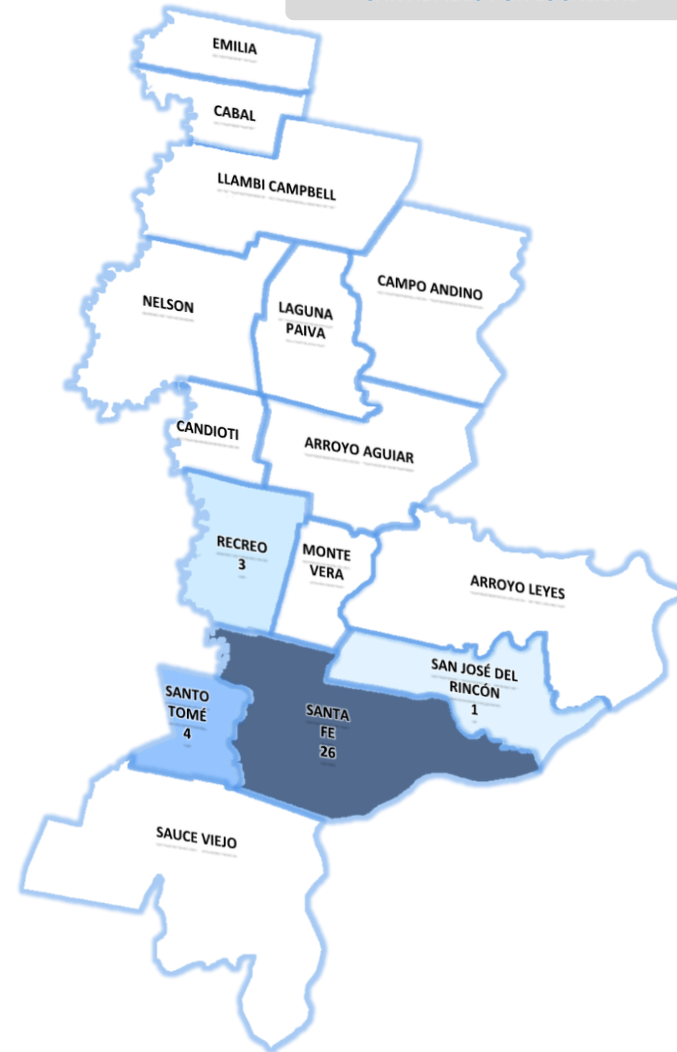 EMILIA
CABAL
LLAMBI CAMPBELL
CAMPO ANDINO
NELSON
LAGUNA
PAIVA
CANDIOTI
ARROYO AGUIAR
RECREO
3
MONTE
VERA
ARROYO LEYES
SAN JOSÉ DEL
RINCÓN
1
SANTO
TOMÉ
4
SANTA
FE
26
SAUCE VIEJO